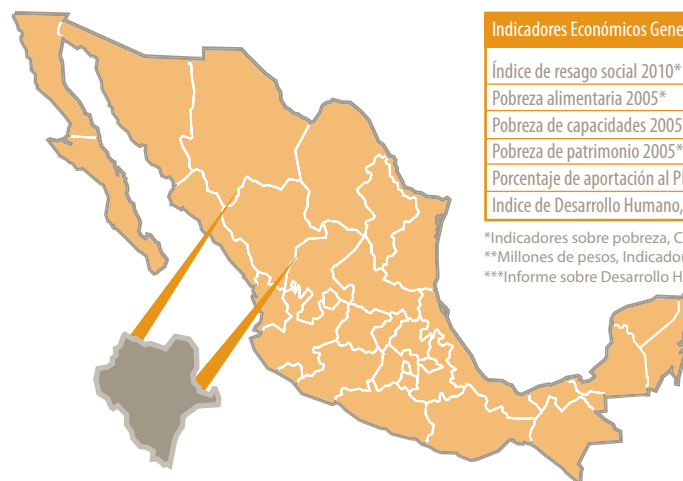 Indicadores Económicos Gene
Índice de resago social 2010*
Pobreza alimentaria 2005*
Pobreza de capacidades 2005
Pobreza de patrimonio 2005*
Porcentaje de aportación al P
Indice de Desarrollo Humano,
*Indicadores sobre pobreza, C
**Millones de pesos, Indicador
***Informe sobre Desarrollo H